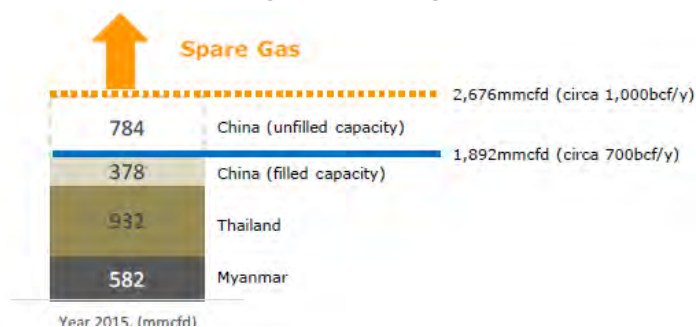 Spare Gas
2,676mmcfd (circa 1,000bcf/y)
784 China (unfilled capacity)
1,892mmcfd (circa 700bcf/y)
378 China (filled capacity)
932 Thailand
582 Myanmar
Year 2015, (mmcfd)